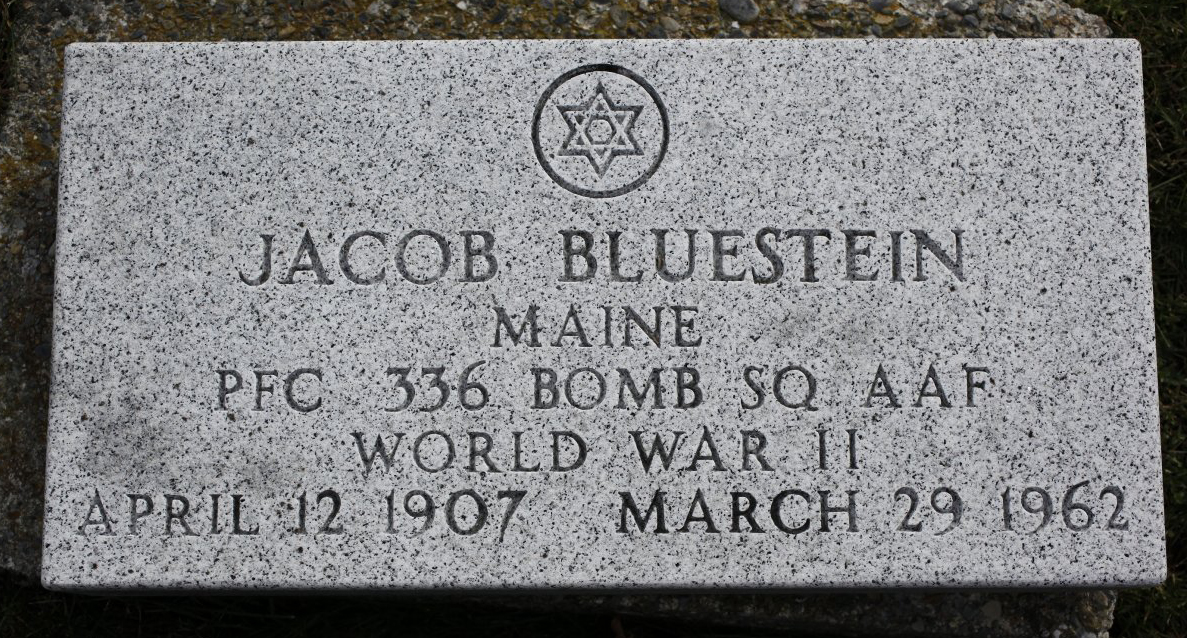 JACOB BLUESTEIN
MAINE
PFC 336 BOMB SQ AAF
WORLD WAR II
APRIL 12 1907 MARCH 29 1962